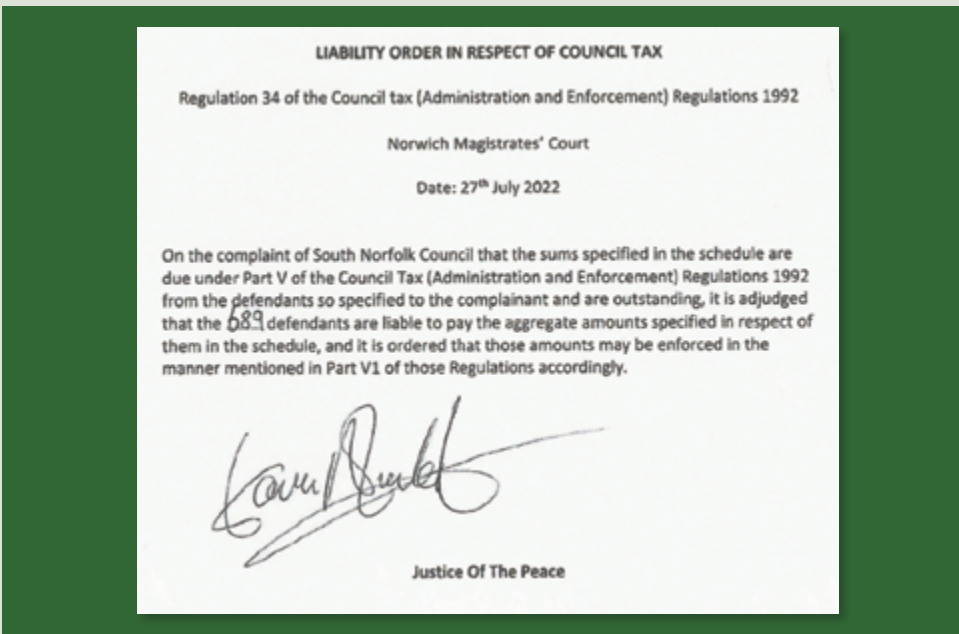 LIABILITY ORDER IN RESPECT OF COUNCIL TAX
Regulation 34 of the Council tax (Administration and Enforcement) Regulations 1992
Norwich Magistrates' Court
Date: 27th July 2022
On the complaint of South Norfolk Council that the sums specified in the schedule are
due under Part V of the Council Tax (Administration and Enforcement) Regulations 1992
from the defendants so specified to the complainant and are outstanding, it is adjudged
that the 689 defendants are liable to pay the aggregate amounts specified in respect of
them in the schedule, and it is ordered that those amounts may be enforced in the
manner mentioned in Part V1 of those Regulations accordingly.
Justice Of The Peace